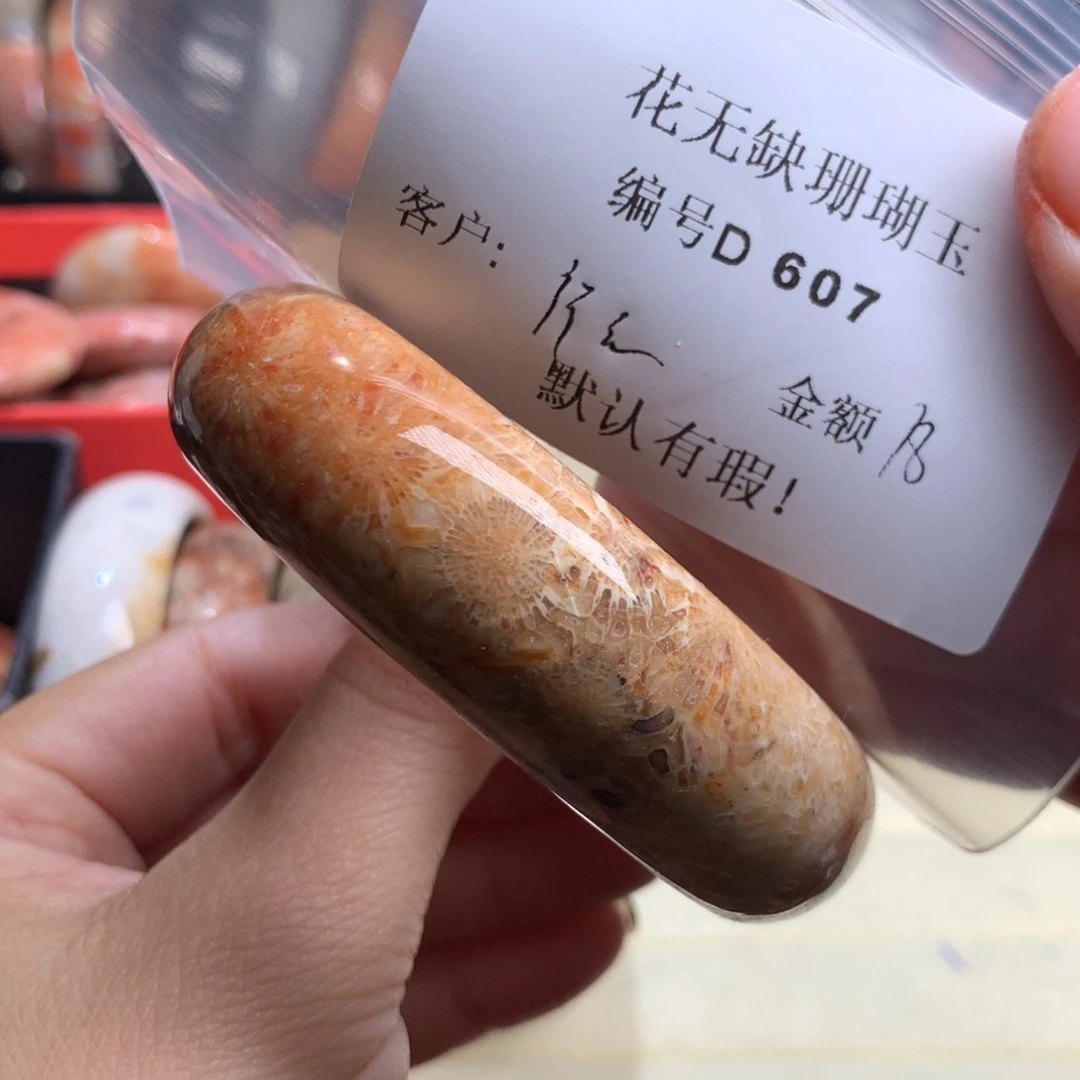 花无缺珊瑚玉
编号D 607
客户：
金额
默认有瑕！